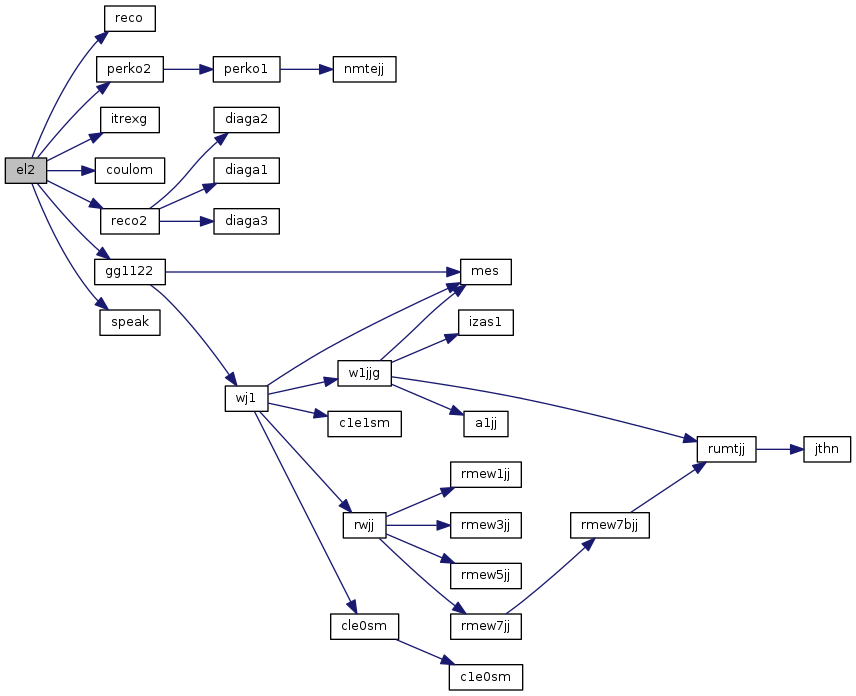 reco
perko2
perko1
nmtejj
itrexg
diaga2
el2
coulom
diaga1
reco2
diaga3
gg1122
mes
speak
izas1
w1jjg
wj1
c1e1sm
a1jj
rumtjj
jthn
rmew1jj
rwjj
rmew3jj
rmew7bjj
rmew5jj
cle0sm
rmew7jj
c1e0sm